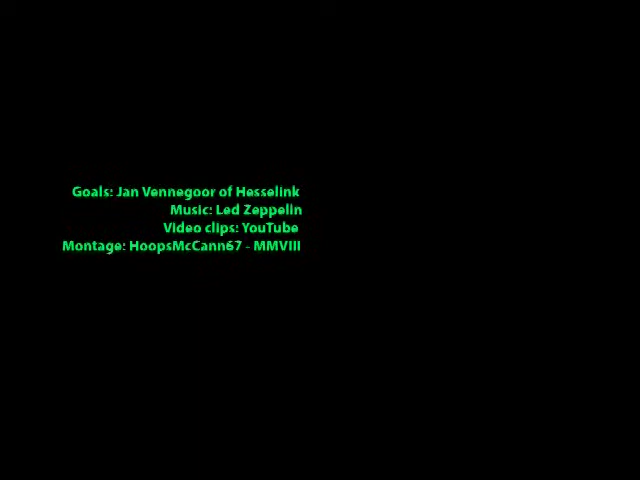 Goals: Jan Vennegoor of Hesselink
Music: Led Zeppelin
Video clips: YouTube
Montage: HoopsMcCann67 - MMVIII